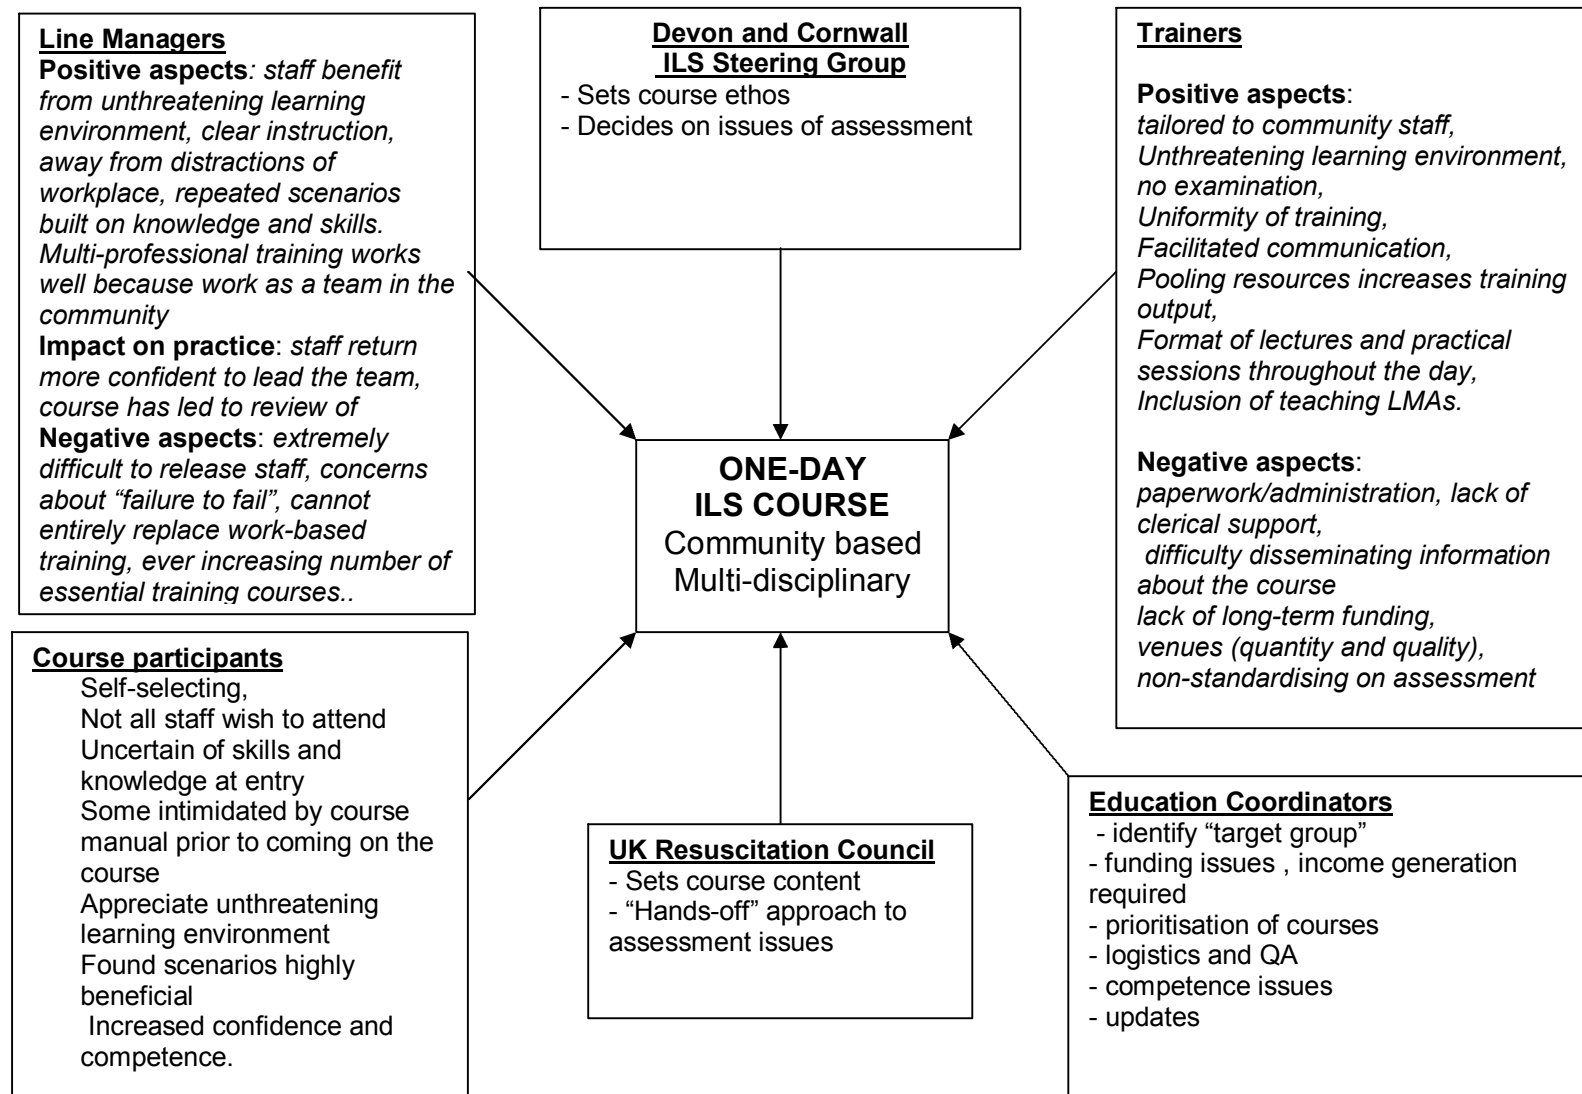 Line Managers
Positive aspects: staff benefit
from unthreatening learning
environment, clear instruction,
away from distractions of
workplace, repeated scenarios
built on knowledge and skills.
Multi-professional training works
well because work as a team in the
community
Impact on practice: staff return
more confident to lead the team,
course has led to review of
Negative aspects: extremely
difficult to release staff, concerns
about “failure to fail”, cannot
entirely replace work-based
training, ever increasing number of
essential training courses..
Devon and Cornwall
ILS Steering Group
- Sets course ethos
- Decides on issues of assessment
Trainers
Positive aspects:
tailored to community staff,
Unthreatening learning environment,
no examination,
Uniformity of training,
Facilitated communication,
Pooling resources increases training
output,
Format of lectures and practical
sessions throughout the day,
Inclusion of teaching LMAs.
Negative aspects:
paperwork/administration, lack of
clerical support,
difficulty disseminating information
about the course
lack of long-term funding,
venues (quantity and quality),
non-standardising on assessment
ONE-DAY
ILS COURSE
Community based
Multi-disciplinary
Course participants
Self-selecting,
Not all staff wish to attend
Uncertain of skills and
knowledge at entry
Some intimidated by course
manual prior to coming on the
course
Appreciate unthreatening
learning environment
Found scenarios highly
beneficial
Increased confidence and
competence.
UK Resuscitation Council
- Sets course content
- “Hands-off” approach to
assessment issues
Education Coordinators
- identify “target group”
- funding issues , income generation
required
- prioritisation of courses
- logistics and QA
- competence issues
- updates